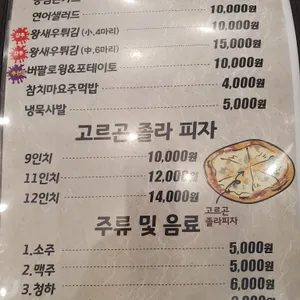 10,000원
연어샐러드 10,000원
왕새우튀김 (小,4마리) 10,000원
왕새우튀김 (中,6마리) 15,000원
버팔로윙&포테이토 10,000원
참치마요주먹밥 4,000원
냉묵사발 5,000원
고르곤 졸라 피자
9인치 10,000원
11인치 12,000원
12인치 14,000원
고르곤
졸라피자
주류 및 음료
1.소주 5,000원
2.맥주 5,000원
3.청하 6,000원